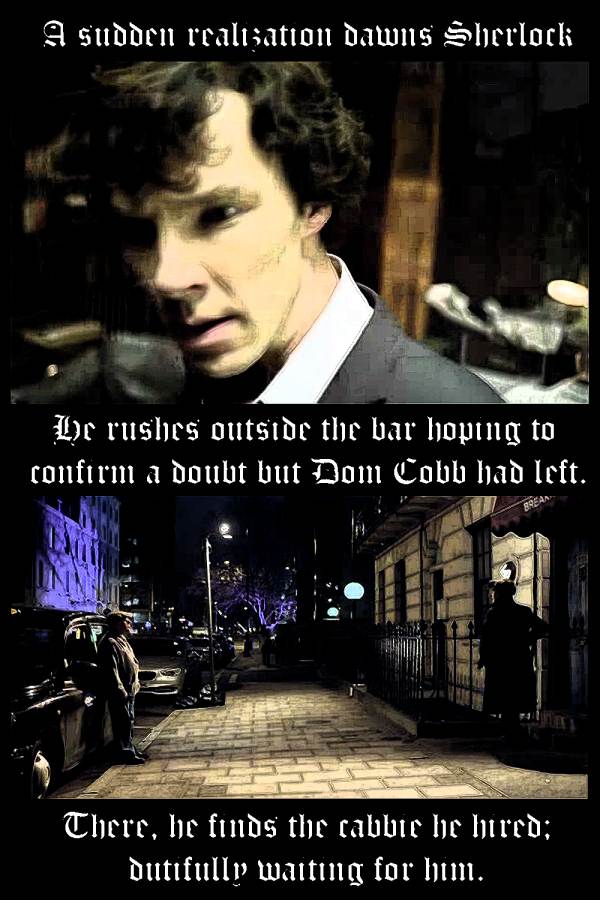 A sudden realization dawns Sherlock
He rushes outside the bar hoping to
confirm a doubt but Dom Cobb had left.
BREAK
There, he finds the cabbie he hired;
dutifully waiting for him.